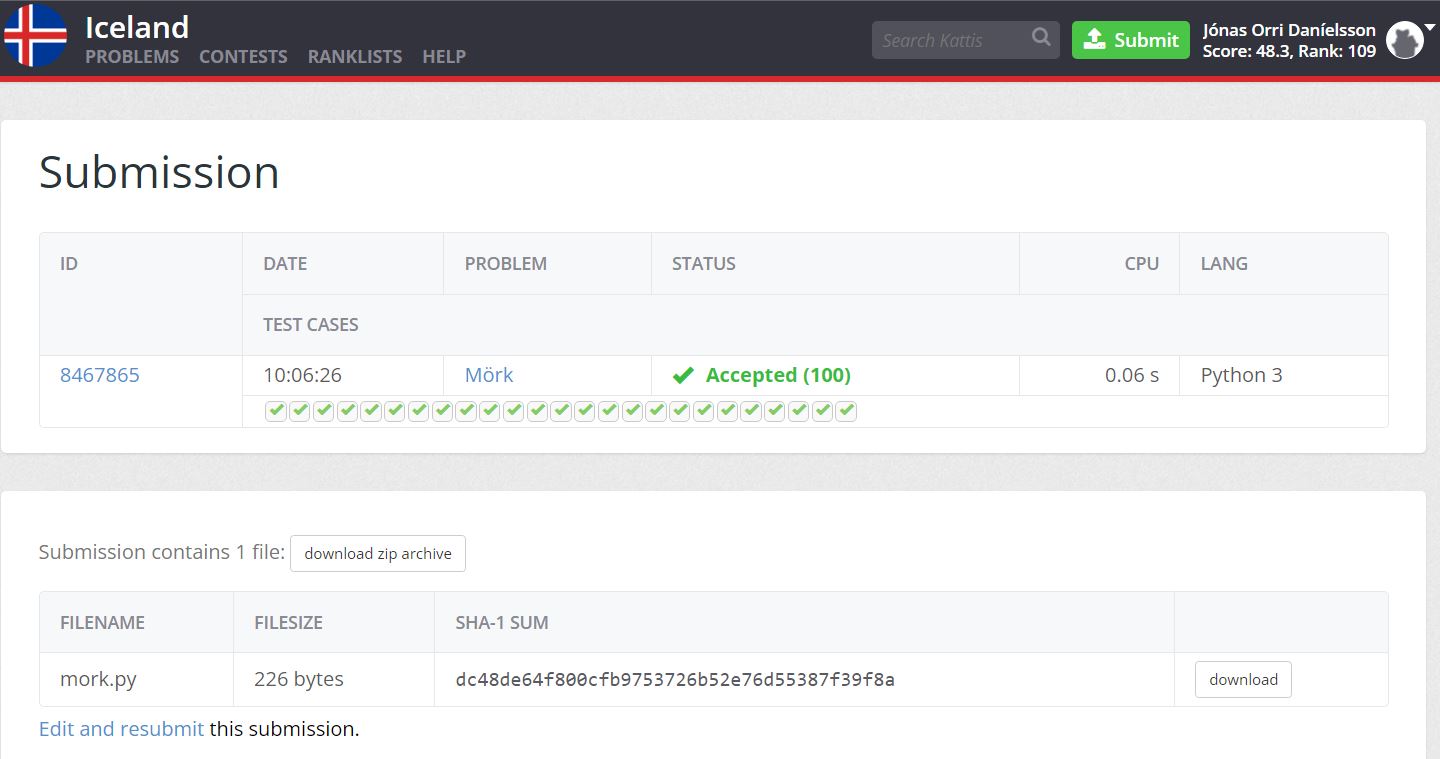 Iceland
PROBLEMS CONTESTS RANKLISTS HELP
Search Kattis
Submit
Jónas Orri Daníelsson
Score: 48.3, Rank: 109
Submission
ID DATE PROBLEM STATUS CPU LANG
TEST CASES
8467865 10:06:26 Mörk Accepted (100) 0.06 s Python 3
Submission contains 1 file: download zip archive
FILENAME FILESIZE SHA-1 SUM
mork.py 226 bytes dc48de64f800cfb9753726b52e76d55387f39f8a download
Edit and resubmit this submission.